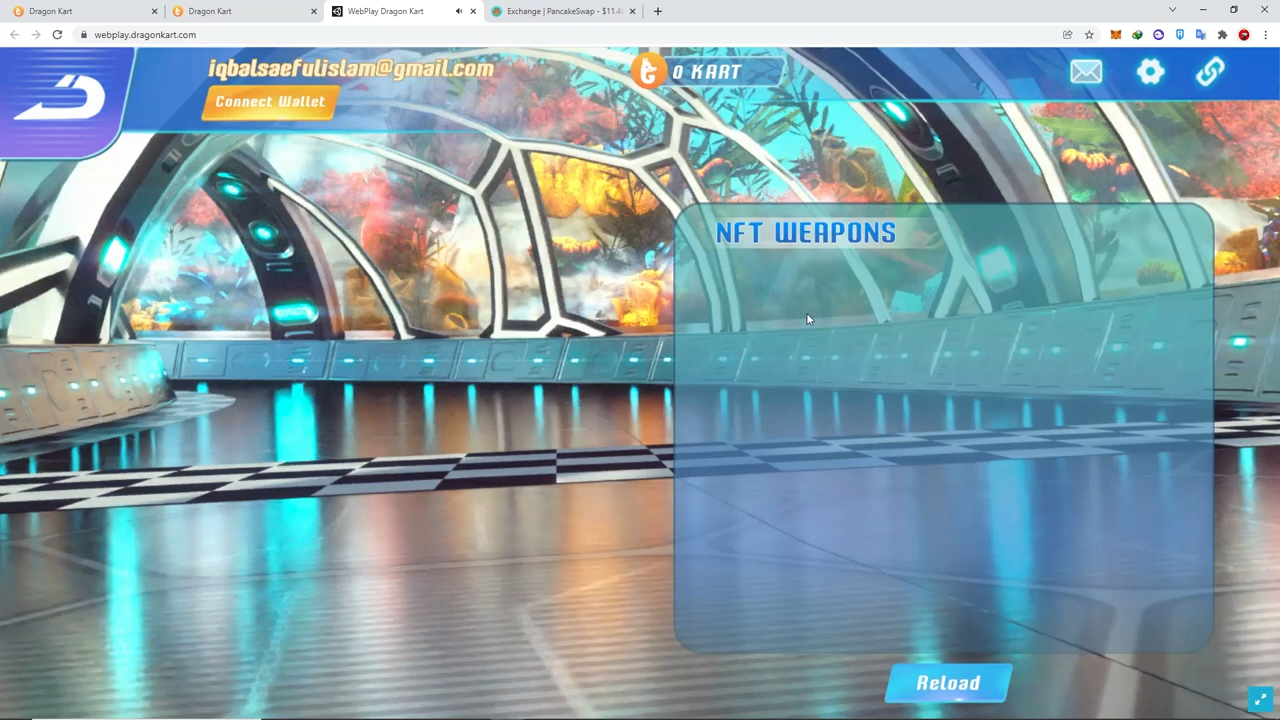 Dragon Kart
Dragon Kart
WebPlay Dragon Kart
Exchange | PancakeSwap - $11.4
webplay.dragonkart.com
iqbalsaefulislam@gmail.com
0 KART
Connect Wallet
NFT WEAPONS
Reload